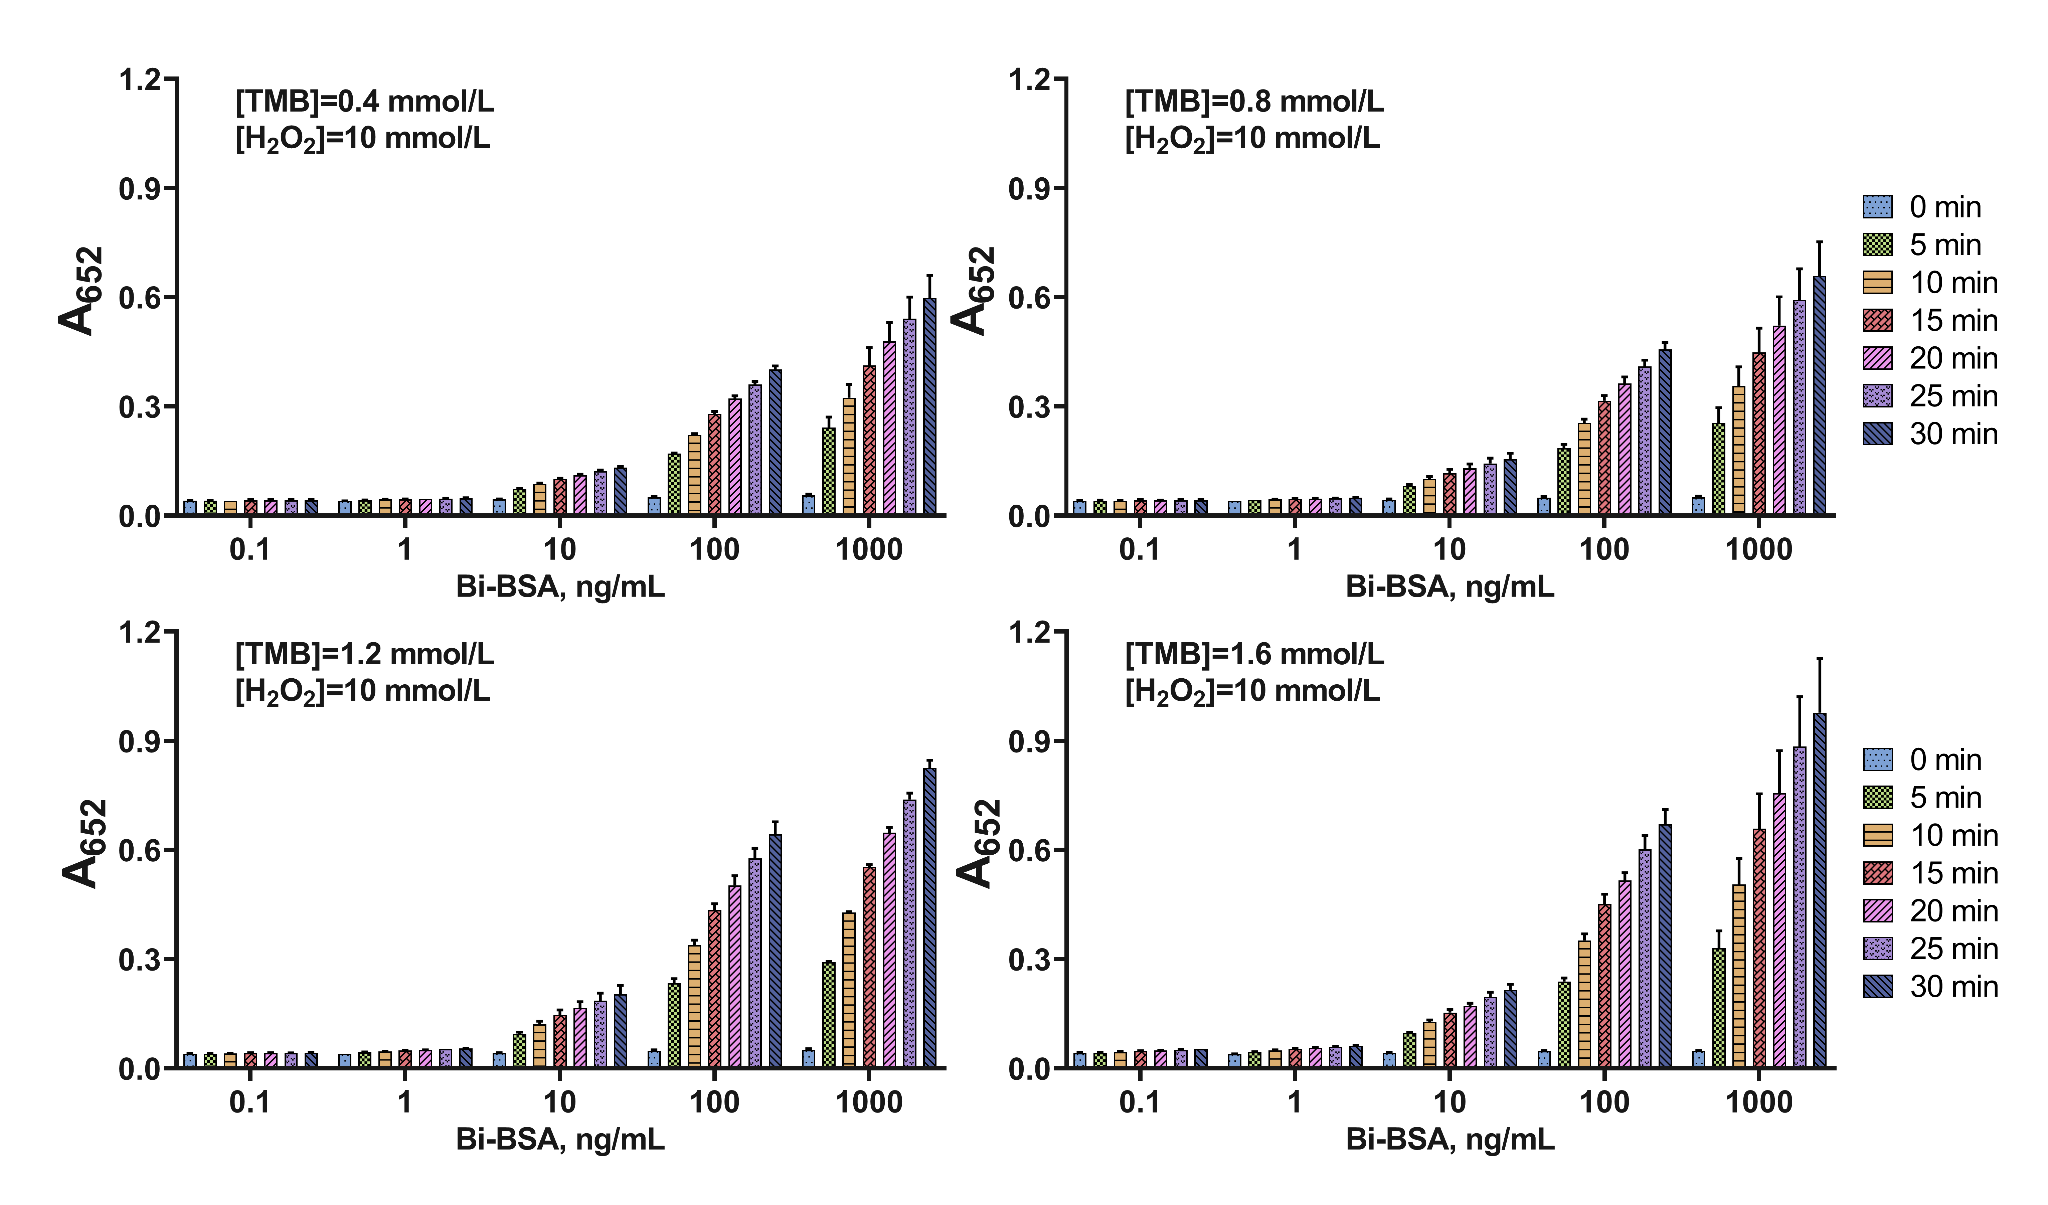 1.2
[TMB]=0.4 mmol/L
[H₂O₂]=10 mmol/L
0.9
0.6
0.3
0.0
A₆₅₂
0.1 1 10 100 1000
Bi-BSA, ng/mL
1.2
[TMB]=0.8 mmol/L
[H₂O₂]=10 mmol/L
0.9
0.6
0.3
0.0
A₆₅₂
0.1 1 10 100 1000
Bi-BSA, ng/mL
0 min
5 min
10 min
15 min
20 min
25 min
30 min
1.2
[TMB]=1.2 mmol/L
[H₂O₂]=10 mmol/L
0.9
0.6
0.3
0.0
A₆₅₂
0.1 1 10 100 1000
Bi-BSA, ng/mL
1.2
[TMB]=1.6 mmol/L
[H₂O₂]=10 mmol/L
0.9
0.6
0.3
0.0
A₆₅₂
0.1 1 10 100 1000
Bi-BSA, ng/mL
0 min
5 min
10 min
15 min
20 min
25 min
30 min